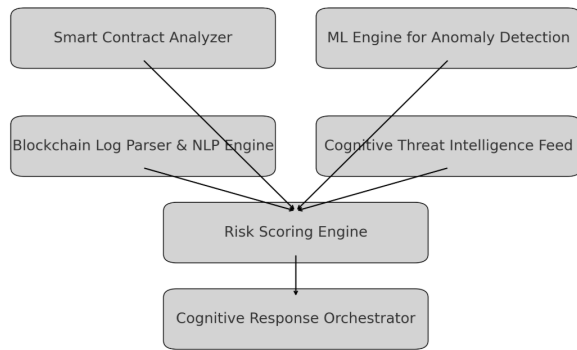 Smart Contract Analyzer
ML Engine for Anomaly Detection
Blockchain Log Parser & NLP Engine
Cognitive Threat Intelligence Feed
Risk Scoring Engine
Cognitive Response Orchestrator